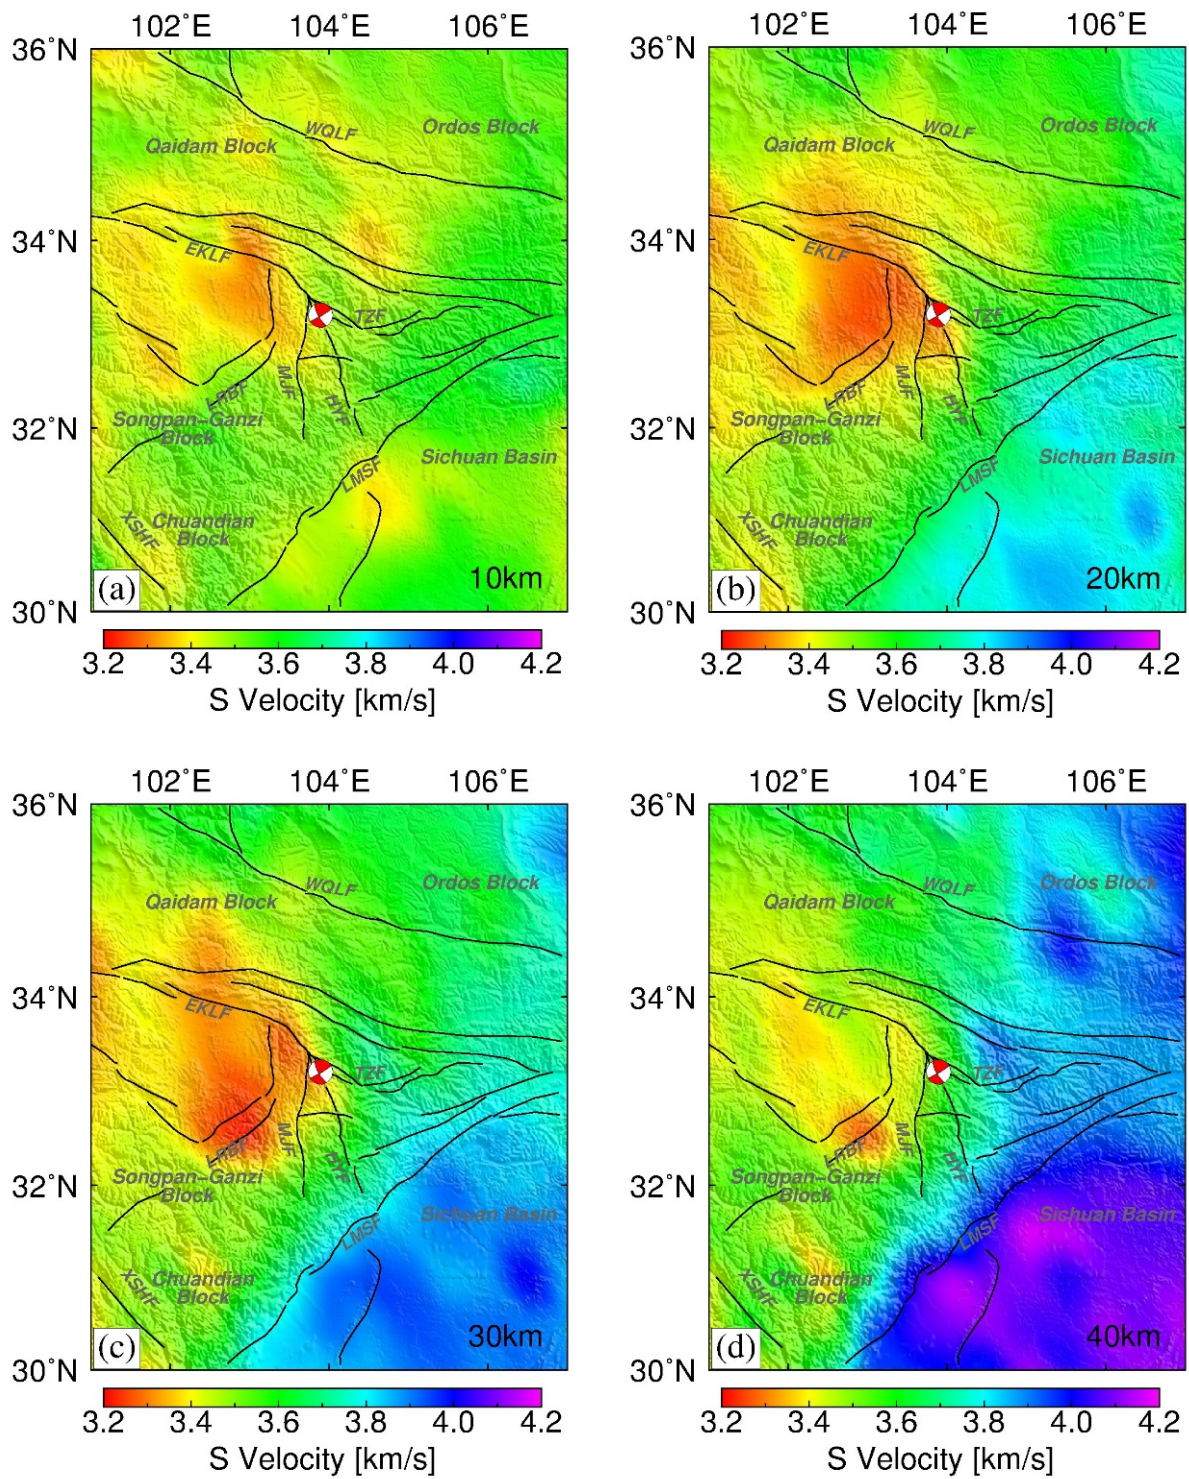 102°E 104°E 106°E
36°N
WQLF
Ordos Block
Qaidam Block
34°N
EKLF
TZF
LRBF
MJF
HYF
32°N
Songpan-Ganzi
Block
Sichuan Basin
LMSF
XSHF
Chuandian
Block
(a)
10km
30°N
3.2 3.4 3.6 3.8 4.0 4.2
S Velocity [km/s]
102°E 104°E 106°E
36°N
WQLF
Ordos Block
Qaidam Block
34°N
EKLF
TZF
LRBF
MJF
HYF
32°N
Songpan-Ganzi
Block
Sichuan Basin
LMSF
XSHF
Chuandian
Block
(b)
20km
30°N
3.2 3.4 3.6 3.8 4.0 4.2
S Velocity [km/s]
102°E 104°E 106°E
36°N
WQLF
Ordos Block
Qaidam Block
34°N
EKLF
TZF
LRBF
MJF
HYF
32°N
Songpan-Ganzi
Block
Sichuan Basin
LMSF
XSHF
Chuandian
Block
(c)
30km
30°N
3.2 3.4 3.6 3.8 4.0 4.2
S Velocity [km/s]
102°E 104°E 106°E
36°N
WQLF
Ordos Block
Qaidam Block
34°N
EKLF
TZF
LRBF
MJF
HYF
32°N
Songpan-Ganzi
Block
Sichuan Basin
LMSF
XSHF
Chuandian
Block
(d)
40km
30°N
3.2 3.4 3.6 3.8 4.0 4.2
S Velocity [km/s]